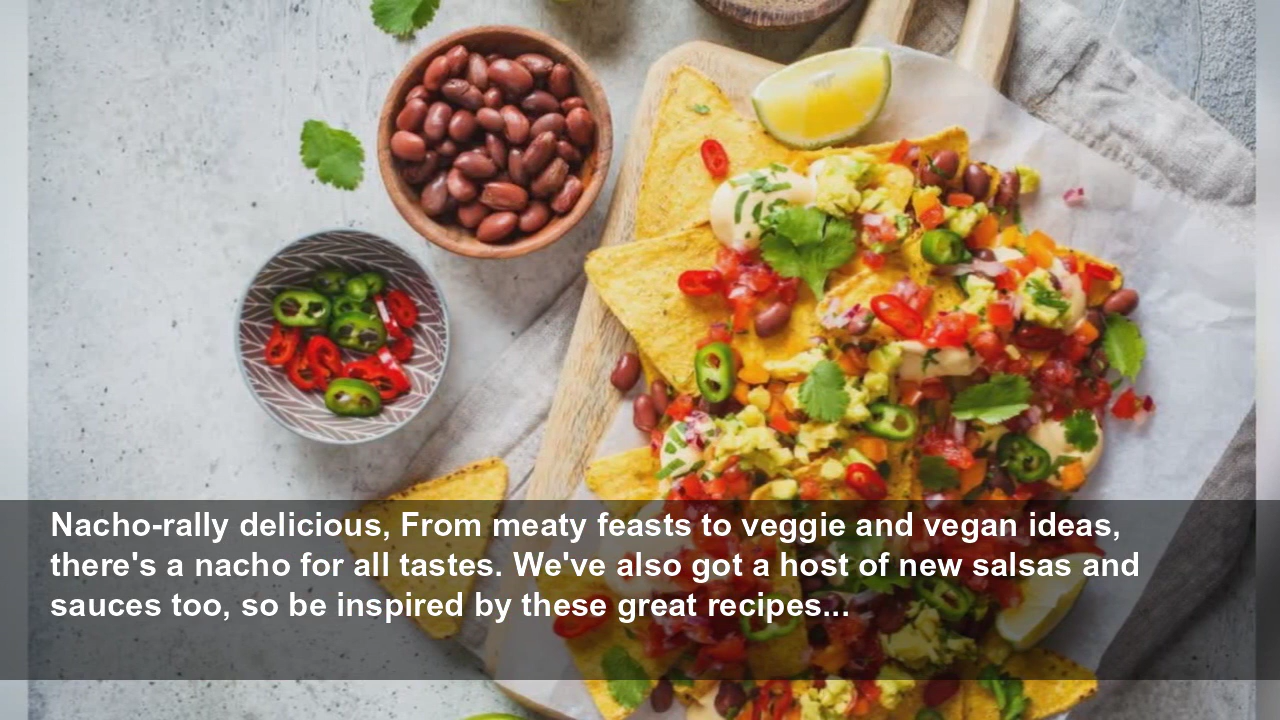 Nacho-rally delicious, From meaty feasts to veggie and vegan ideas,
there's a nacho for all tastes. We've also got a host of new salsas and
sauces too, so be inspired by these great recipes...